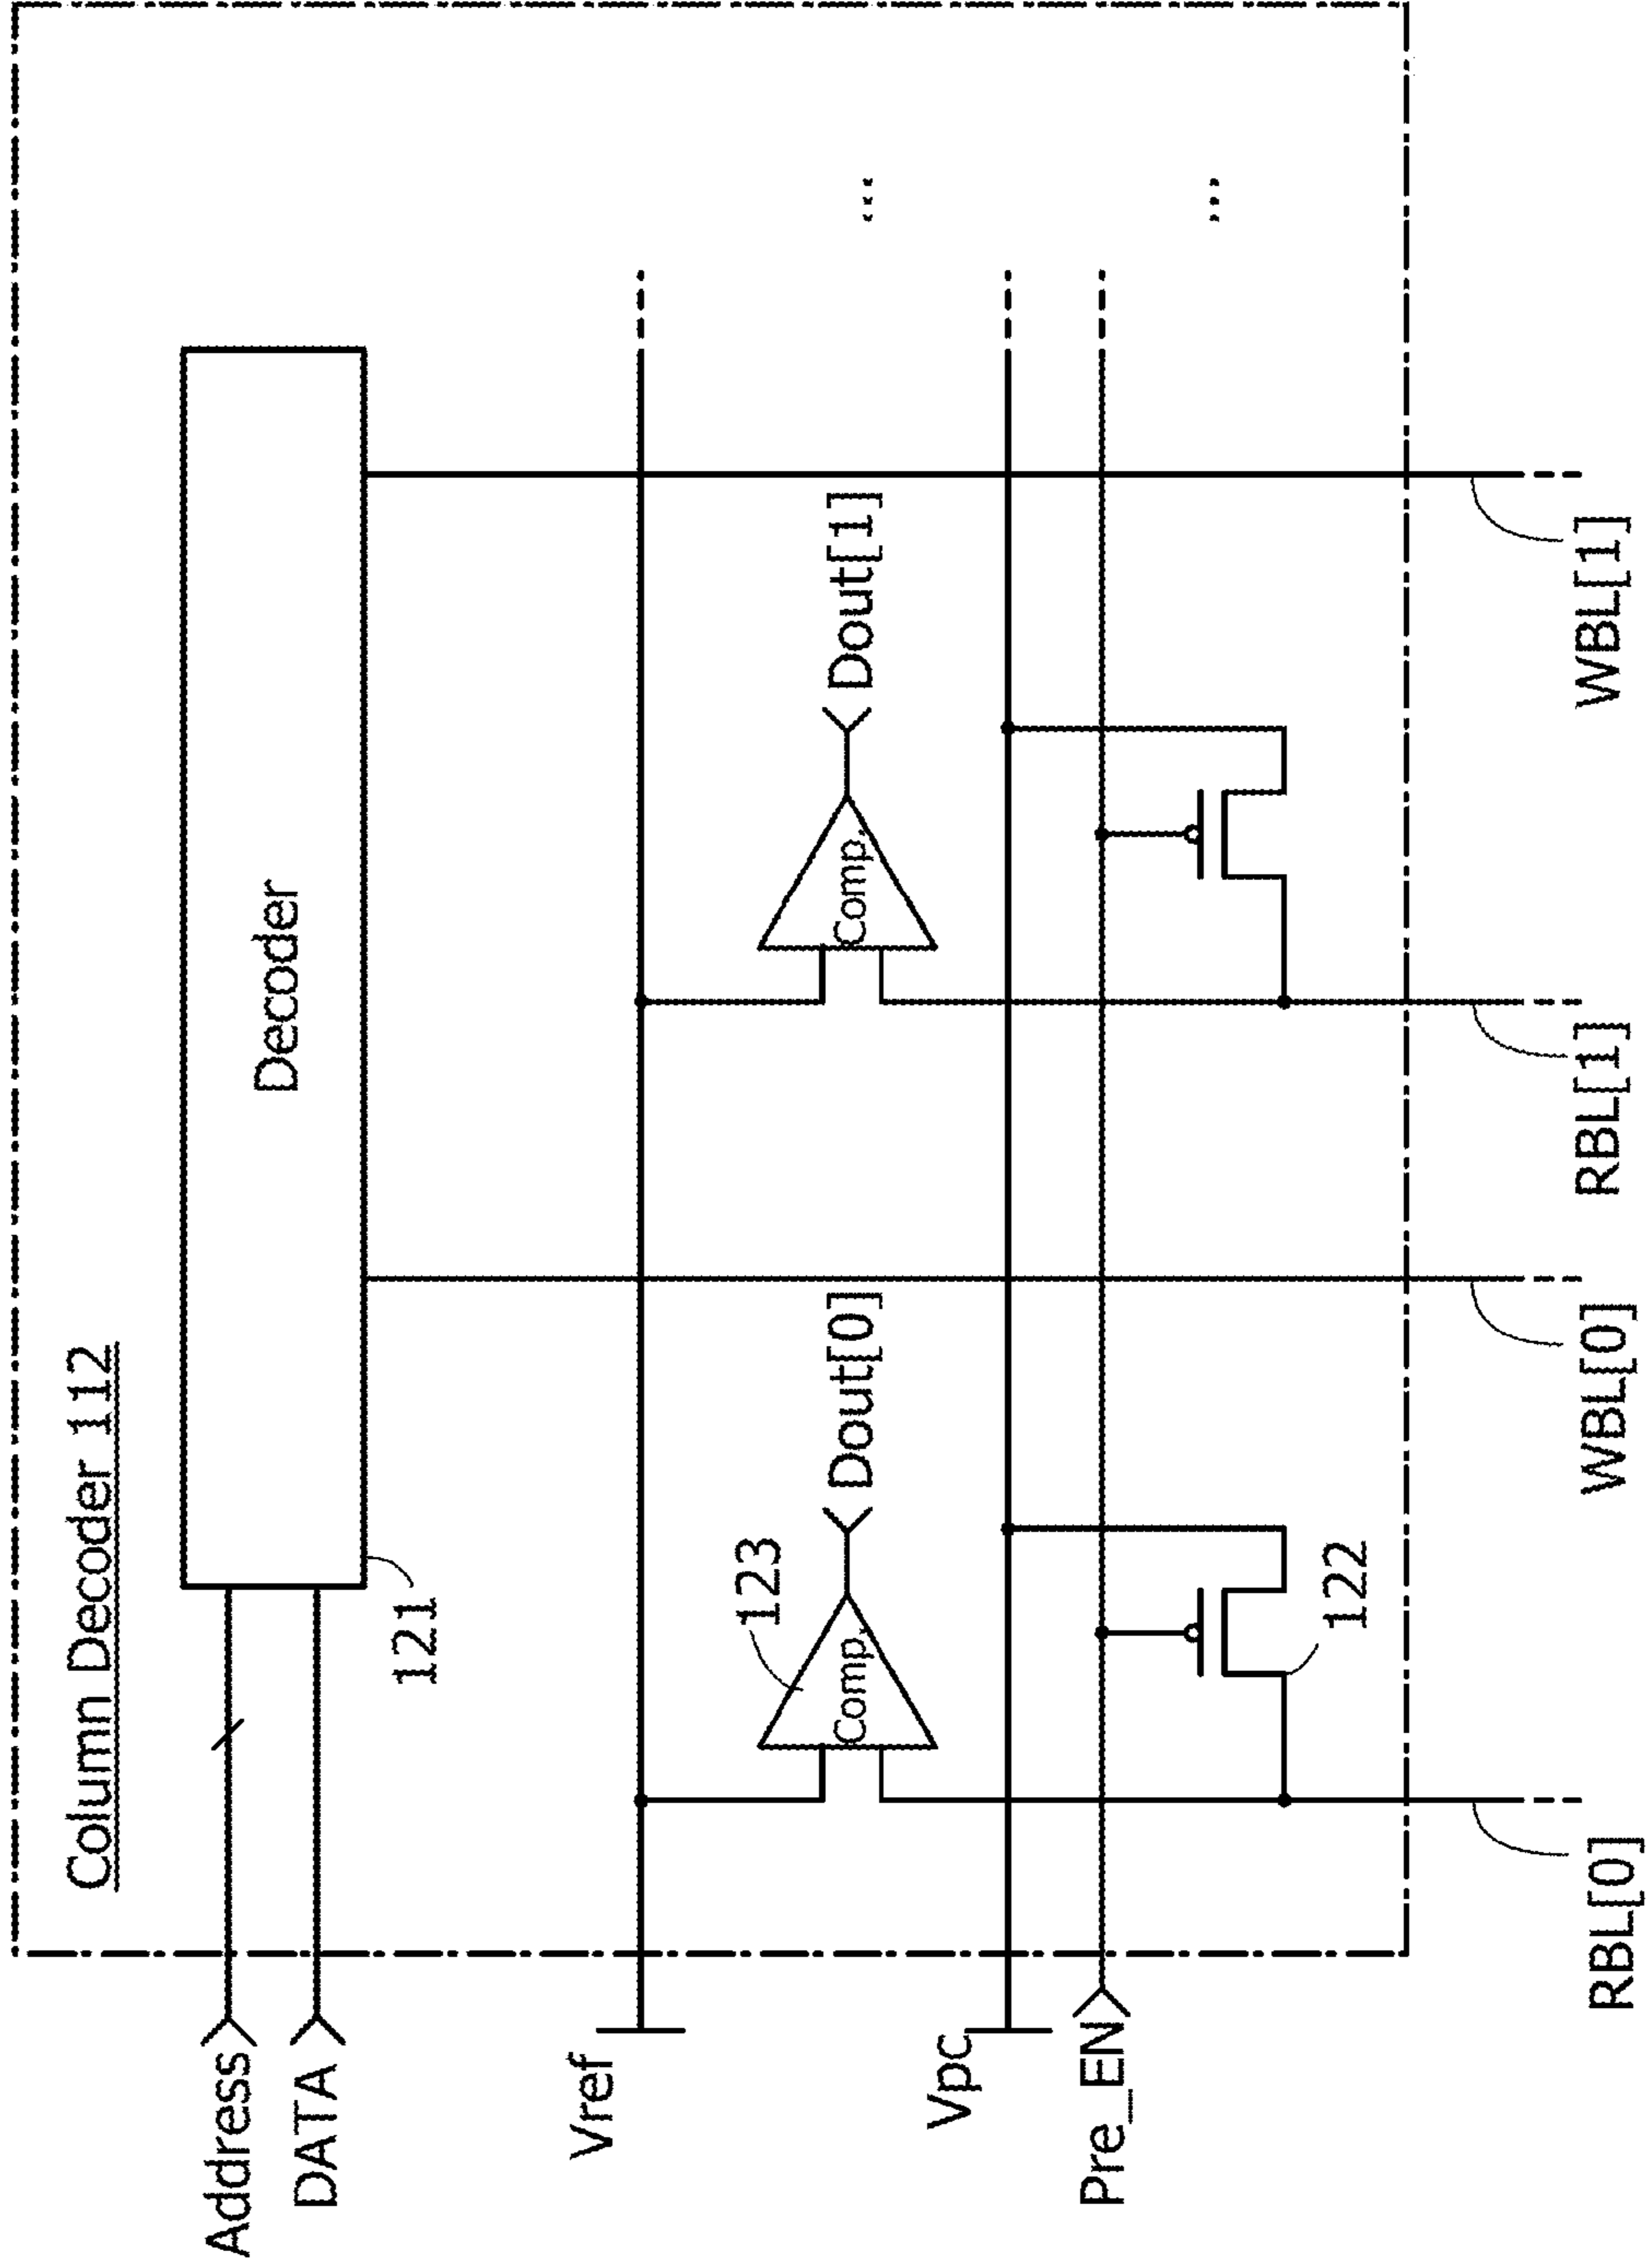 Column Decoder 112
Address
DATA
Decoder
121
Vref
123
Comp.
Dout[0]
Comp.
Dout[1]
...
Vpc
Pre_EN
122
...
RBL[0]
WBL[0]
RBL[1]
WBL[1]